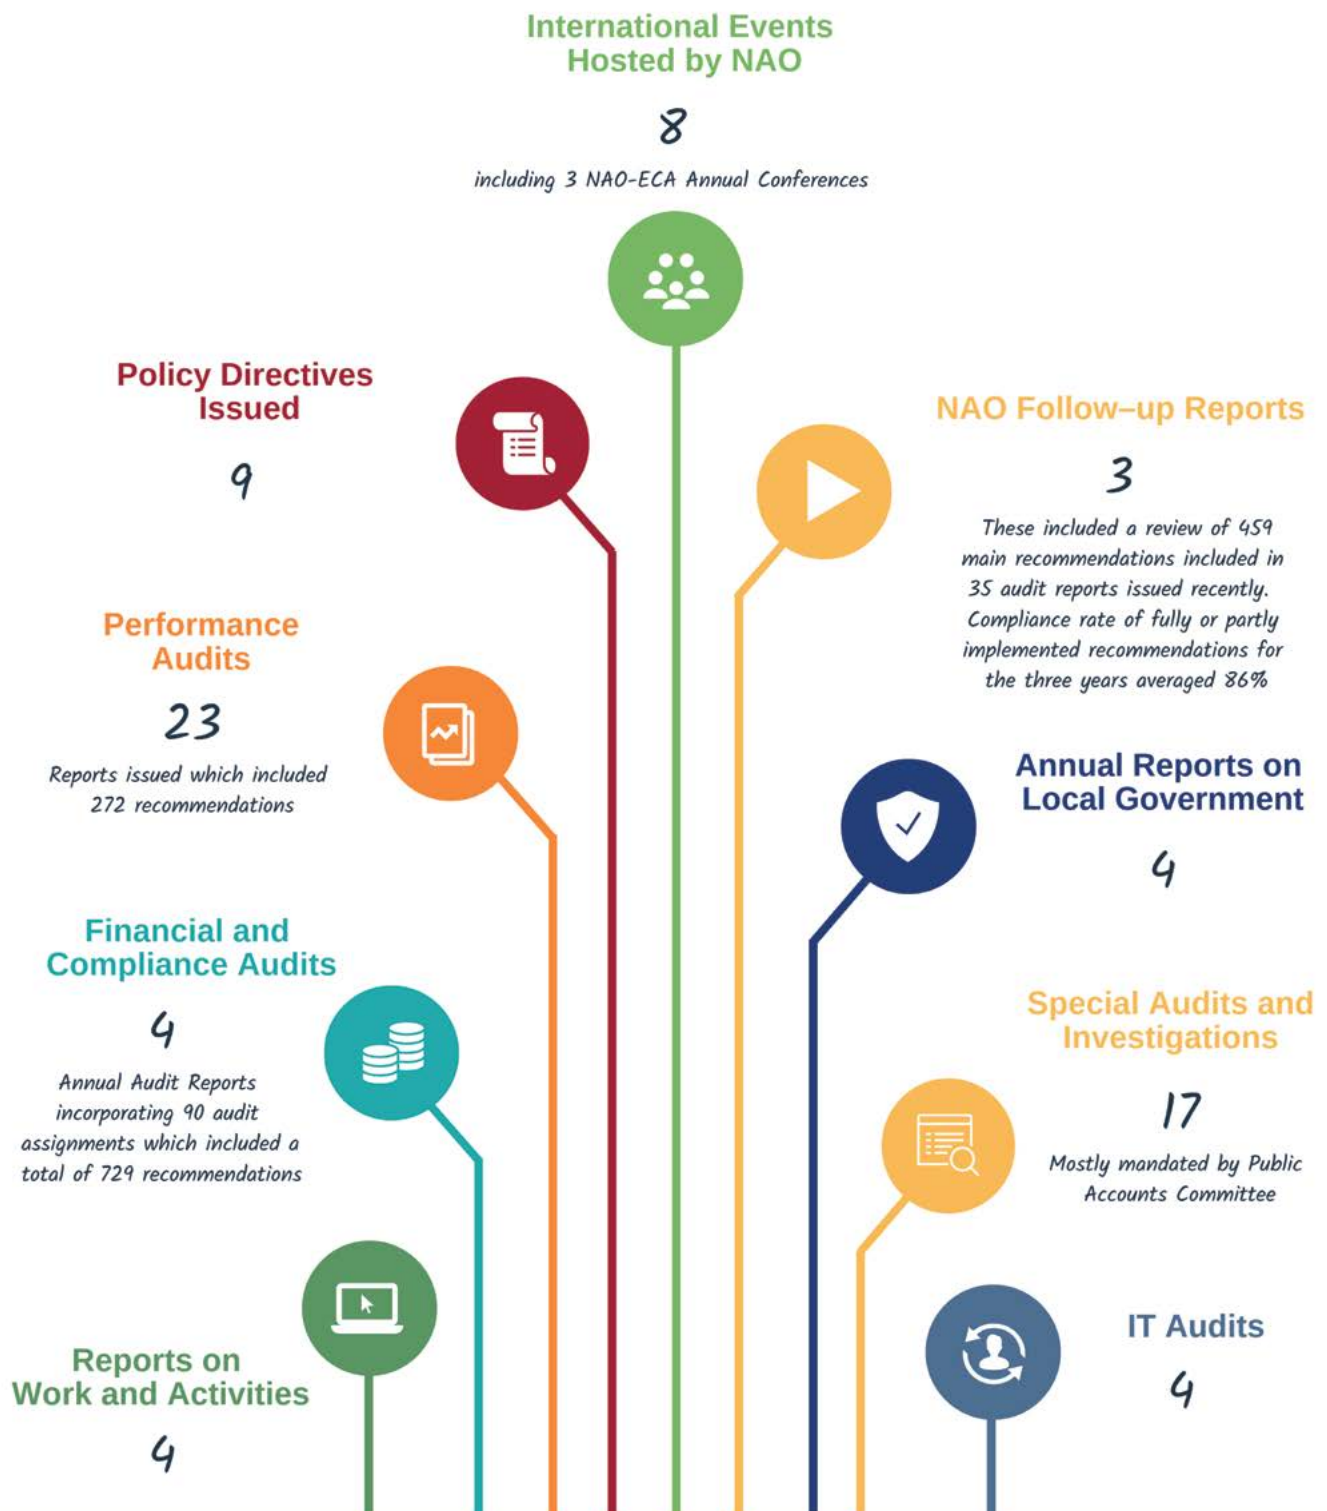 International Events
Hosted by NAO
8
including 3 NAO-ECA Annual Conferences
Policy Directives
Issued
9
NAO Follow–up Reports
3
These included a review of 459
main recommendations included in
35 audit reports issued recently.
Compliance rate of fully or partly
implemented recommendations for
the three years averaged 86%
Performance
Audits
23
Reports issued which included
272 recommendations
Annual Reports on
Local Government
4
Financial and
Compliance Audits
4
Annual Audit Reports
incorporating 90 audit
assignments which included a
total of 729 recommendations
Special Audits and
Investigations
17
Mostly mandated by Public
Accounts Committee
Reports on
Work and Activities
4
IT Audits
4